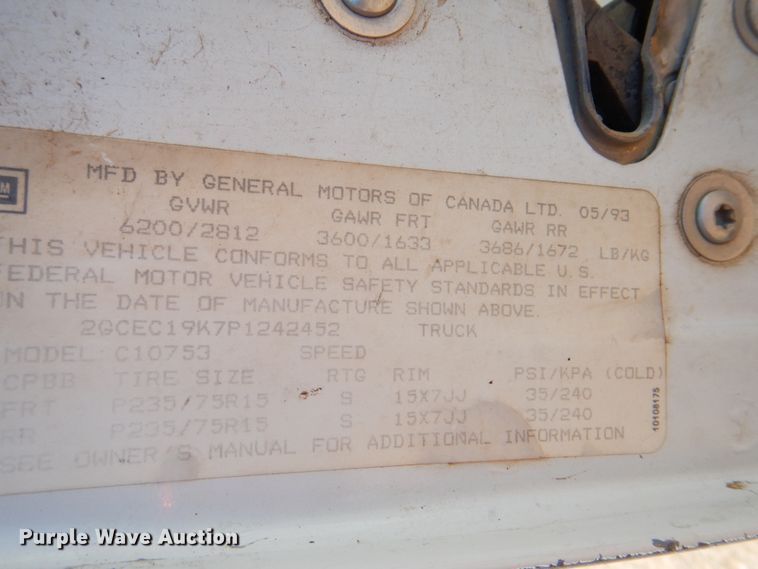 GM
MFD BY GENERAL MOTORS OF CANADA LTD. 05/93
GVWR GAWR FRT GAWR RR
6200/2812 3600/1633 3686/1672 LB/KG
THIS VEHICLE CONFORMS TO ALL APPLICABLE U.S.
FEDERAL MOTOR VEHICLE SAFETY STANDARDS IN EFFECT
ON THE DATE OF MANUFACTURE SHOWN ABOVE.
2GCEC19K7P1242452 TRUCK
MODEL: C10753 SPEED
CPBB TIRE SIZE RTG RIM PSI/KPA (COLD)
FRT P235/75R15 S 15X7JJ 35/240
RR P235/75R15 S 15X7JJ 35/240
SEE OWNER'S MANUAL FOR ADDITIONAL INFORMATION
10108175
Purple Wave Auction